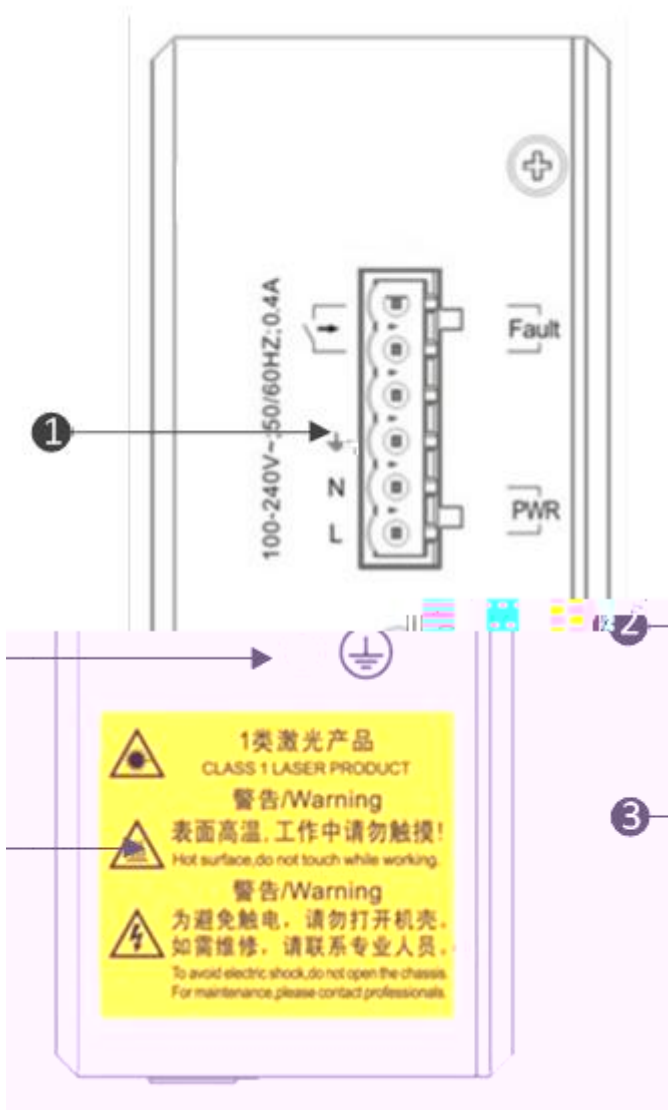 100-240V~;50/60HZ;0.4A
Fault
1
N
L
PWR
2
1类激光产品
CLASS 1 LASER PRODUCT
警告/Warning
表面高温,工作中请勿触摸!
Hot surface,do not touch while working.
3
警告/Warning
为避免触电，请勿打开机壳。
如需维修，请联系专业人员。
To avoid electric shock,do not open the chassis.
For maintenance,please contact professionals.